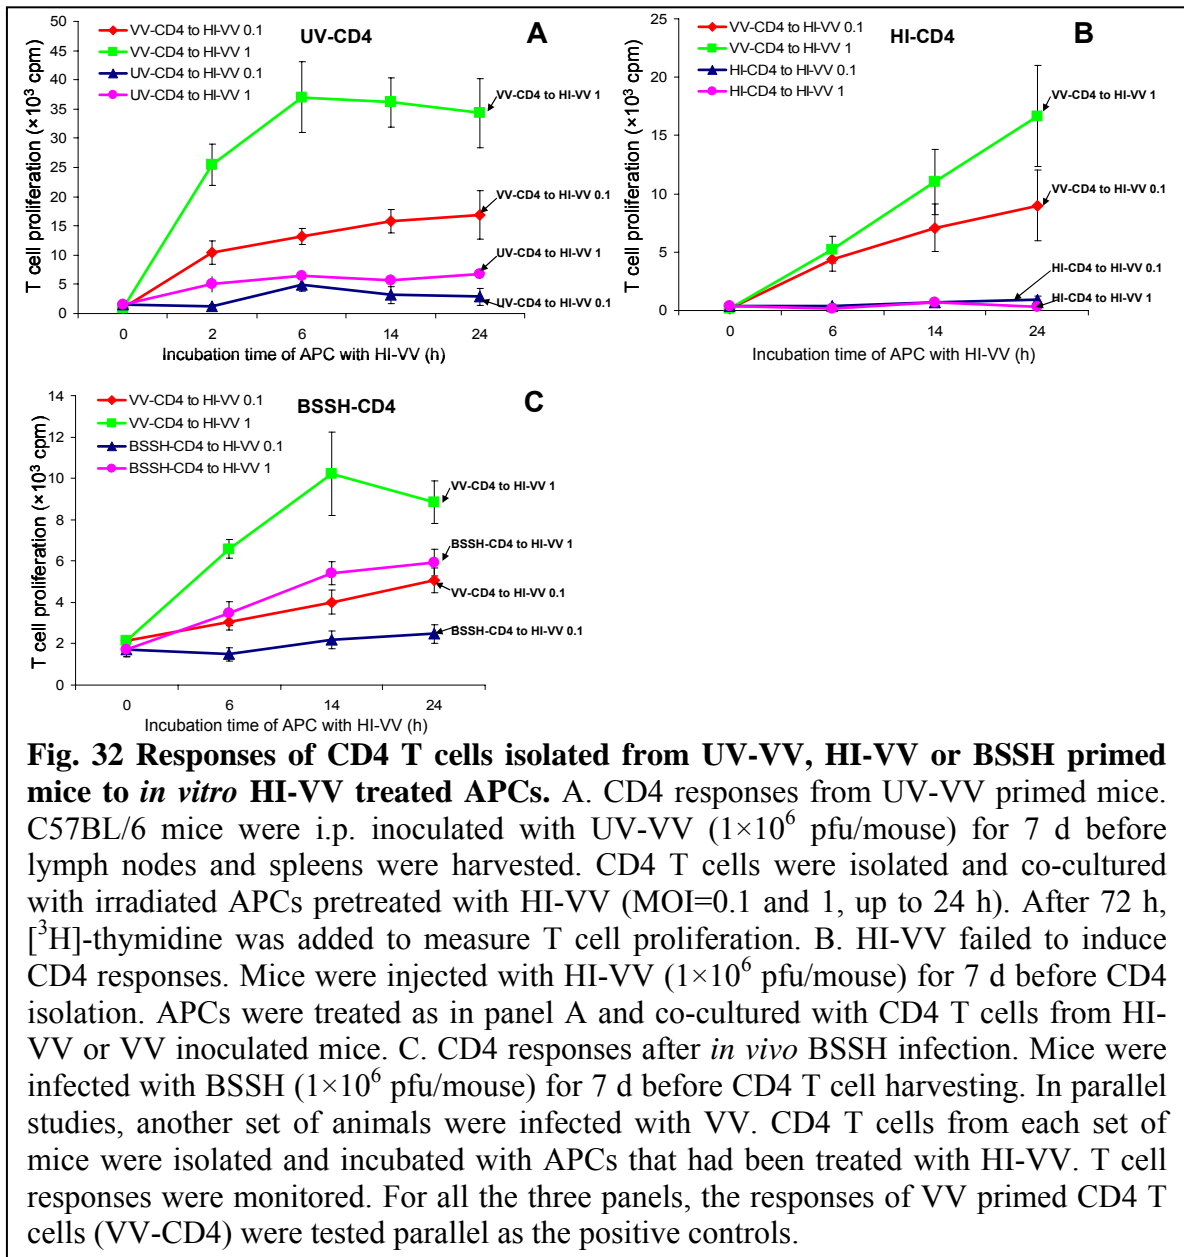 VV-CD4 to HI-VV 0.1
VV-CD4 to HI-VV 1
UV-CD4 to HI-VV 0.1
UV-CD4 to HI-VV 1
UV-CD4
A
T cell proliferation (×10³ cpm)
50
45
40
35
30
25
20
15
10
5
0
VV-CD4 to HI-VV 1
VV-CD4 to HI-VV 0.1
UV-CD4 to HI-VV 1
UV-CD4 to HI-VV 0.1
0 2 6 14 24
Incubation time of APC with HI-VV (h)
VV-CD4 to HI-VV 0.1
VV-CD4 to HI-VV 1
HI-CD4 to HI-VV 0.1
HI-CD4 to HI-VV 1
HI-CD4
B
T cell proliferation (×10³ cpm)
25
20
15
10
5
0
VV-CD4 to HI-VV 1
VV-CD4 to HI-VV 0.1
HI-CD4 to HI-VV 0.1
HI-CD4 to HI-VV 1
0 6 14 24
Incubation time of APC with HI-VV (h)
VV-CD4 to HI-VV 0.1
VV-CD4 to HI-VV 1
BSSH-CD4 to HI-VV 0.1
BSSH-CD4 to HI-VV 1
BSSH-CD4
C
T cell proliferation (×10³ cpm)
14
12
10
8
6
4
2
0
VV-CD4 to HI-VV 1
BSSH-CD4 to HI-VV 1
VV-CD4 to HI-VV 0.1
BSSH-CD4 to HI-VV 0.1
0 6 14 24
Incubation time of APC with HI-VV (h)
Fig. 32 Responses of CD4 T cells isolated from UV-VV, HI-VV or BSSH primed
mice to in vitro HI-VV treated APCs. A. CD4 responses from UV-VV primed mice.
C57BL/6 mice were i.p. inoculated with UV-VV (1×10⁶ pfu/mouse) for 7 d before
lymph nodes and spleens were harvested. CD4 T cells were isolated and co-cultured
with irradiated APCs pretreated with HI-VV (MOI=0.1 and 1, up to 24 h). After 72 h,
[³H]-thymidine was added to measure T cell proliferation. B. HI-VV failed to induce
CD4 responses. Mice were injected with HI-VV (1×10⁶ pfu/mouse) for 7 d before CD4
isolation. APCs were treated as in panel A and co-cultured with CD4 T cells from HI-
VV or VV inoculated mice. C. CD4 responses after in vivo BSSH infection. Mice were
infected with BSSH (1×10⁶ pfu/mouse) for 7 d before CD4 T cell harvesting. In parallel
studies, another set of animals were infected with VV. CD4 T cells from each set of
mice were isolated and incubated with APCs that had been treated with HI-VV. T cell
responses were monitored. For all the three panels, the responses of VV primed CD4 T
cells (VV-CD4) were tested parallel as the positive controls.